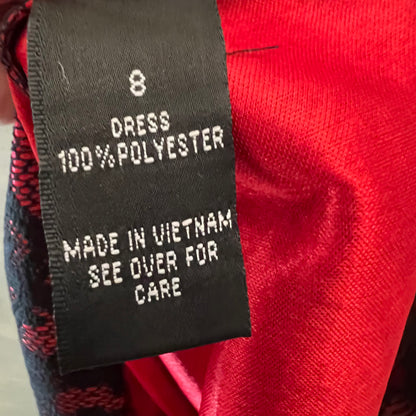 8
DRESS
100%POLYESTER
MADE IN VIETNAM
SEE OVER FOR
CARE